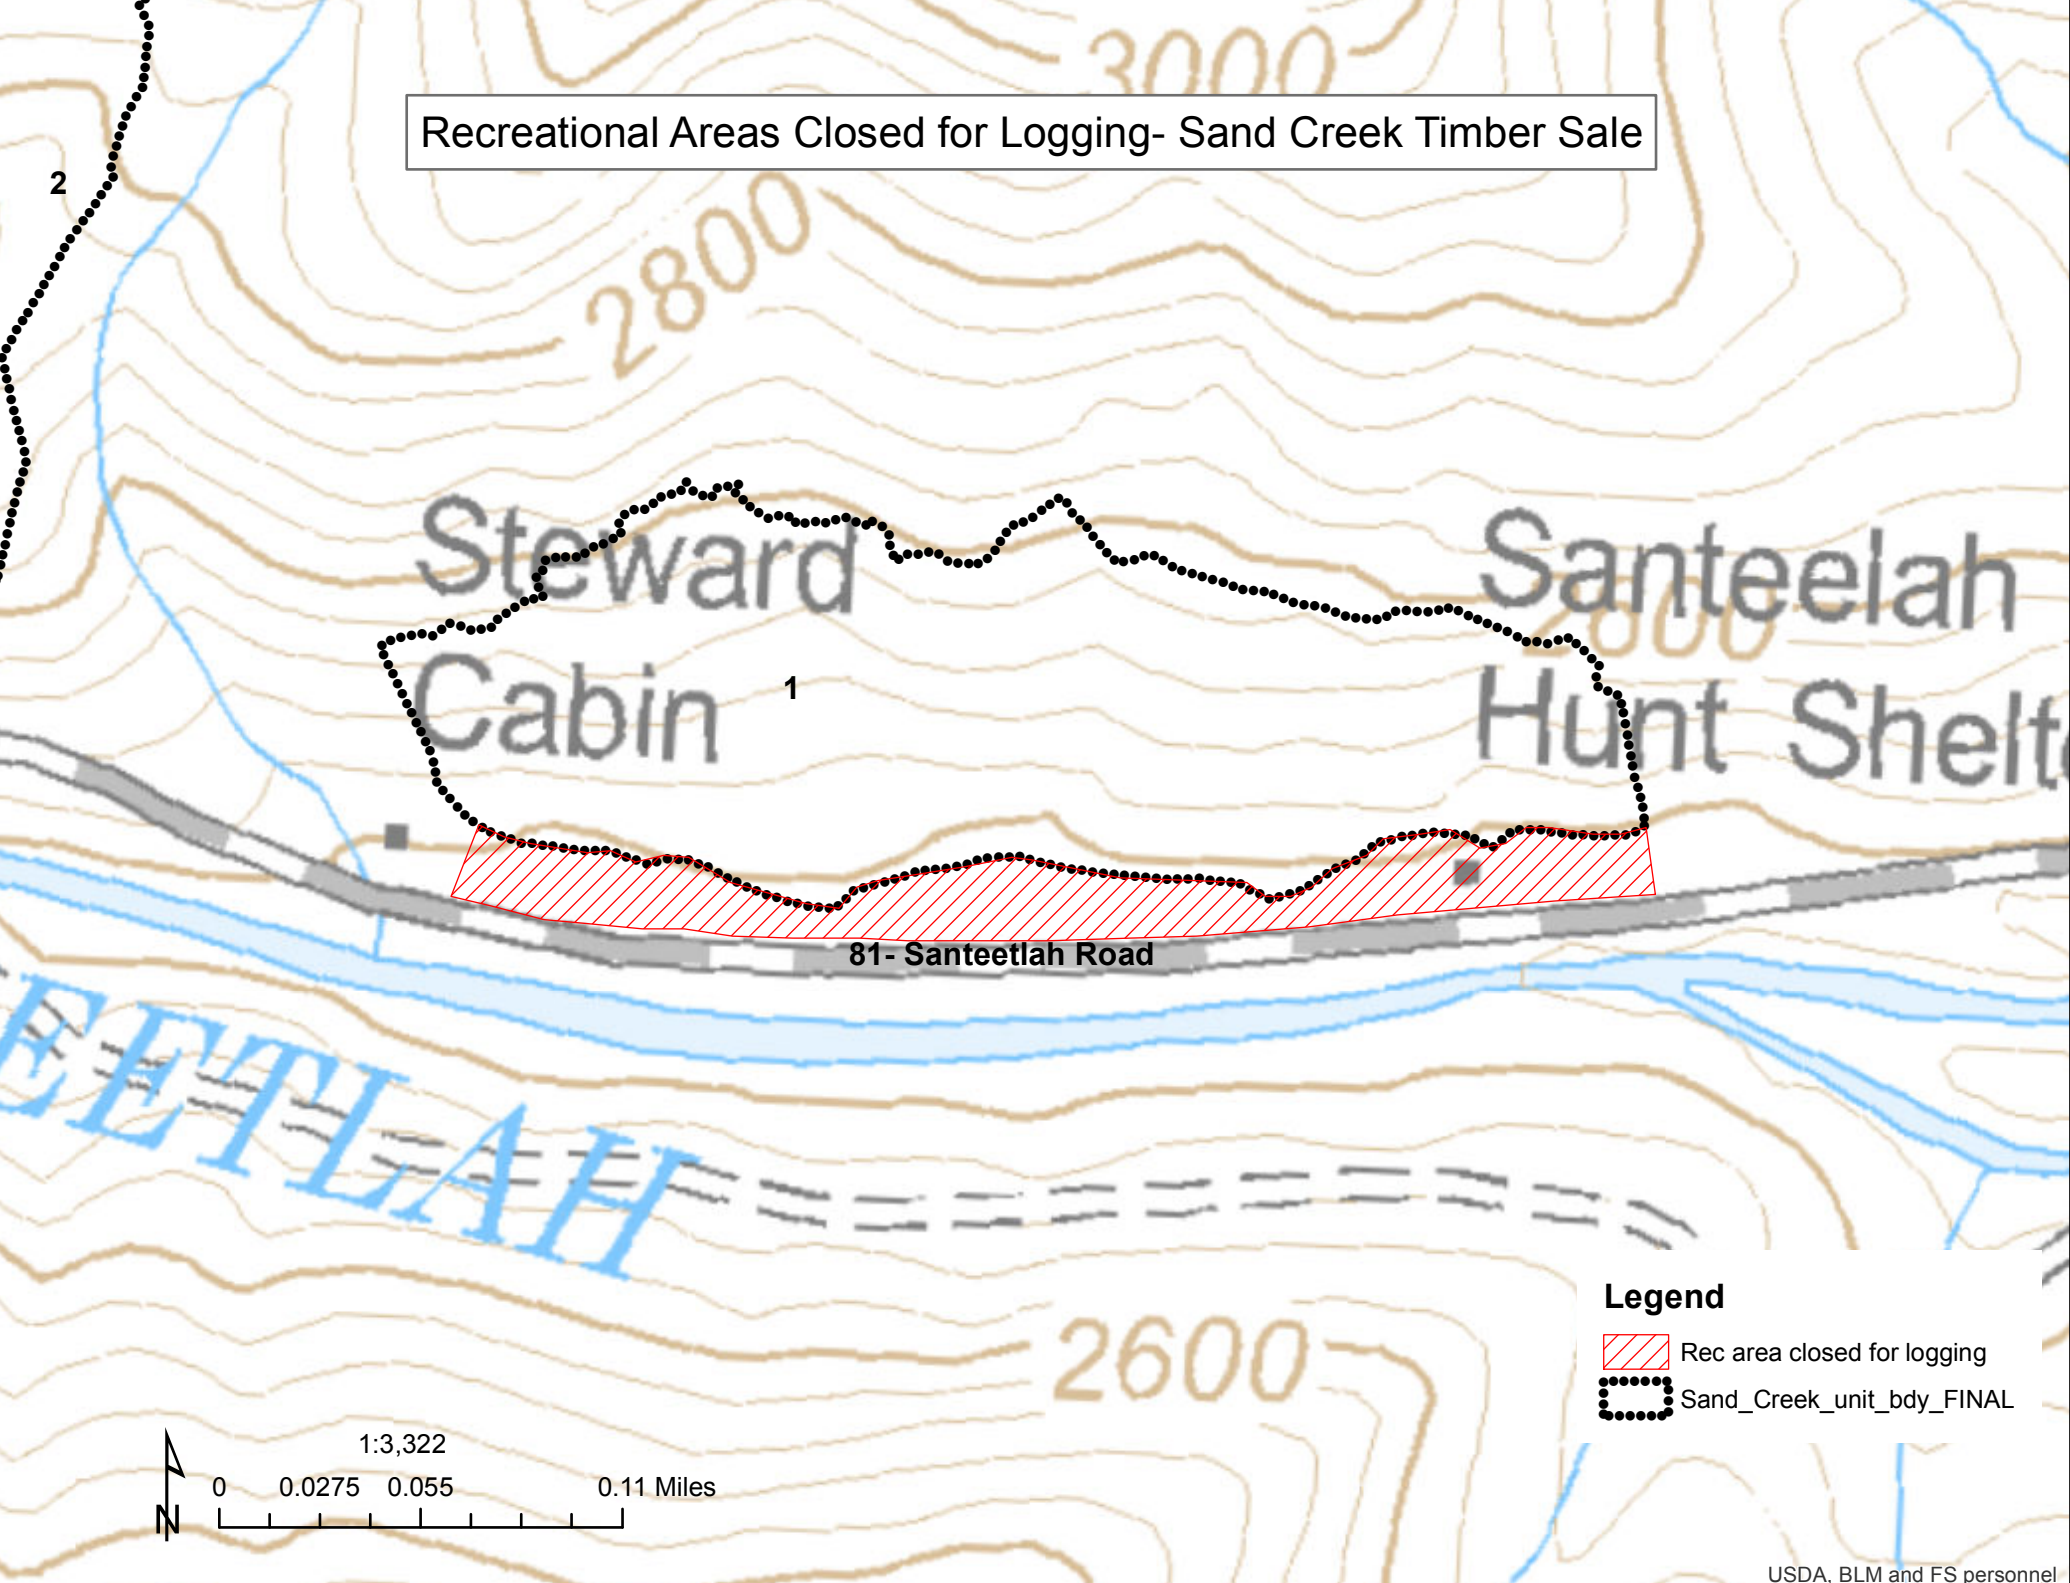 3000
Recreational Areas Closed for Logging- Sand Creek Timber Sale
2
2800
Steward
Cabin
1
Santeelah
Hunt Shelt
2800
81- Santeetlah Road
EETLAH
2600
Legend
Rec area closed for logging
Sand_Creek_unit_bdy_FINAL
1:3,322
0 0.0275 0.055 0.11 Miles
N
USDA, BLM and FS personnel